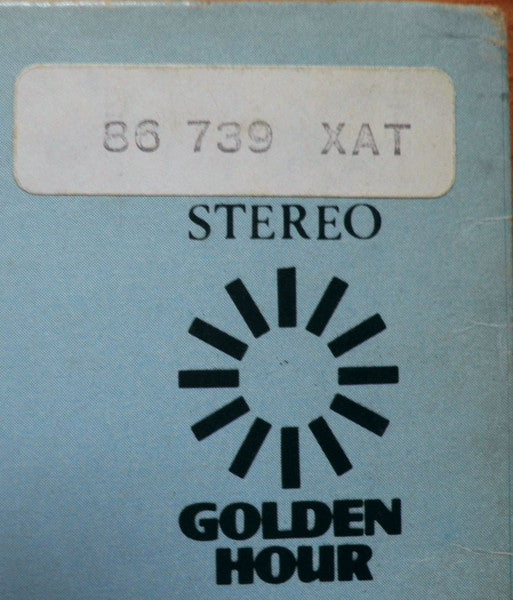 86 739 XAT
STEREO
GOLDEN
HOUR